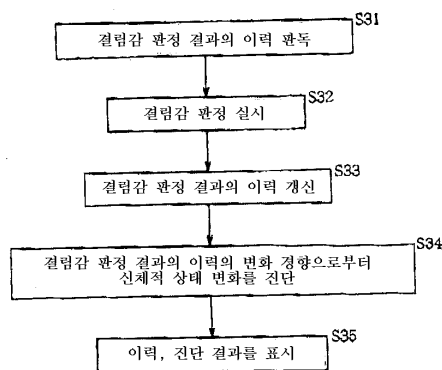 S31
결림감 판정 결과의 이력 판독
S32
결림감 판정 실시
S33
결림감 판정 결과의 이력 갱신
S34
결림감 판정 결과의 이력의 변화 경향으로부터
신체적 상태 변화를 진단
S35
이력, 진단 결과를 표시